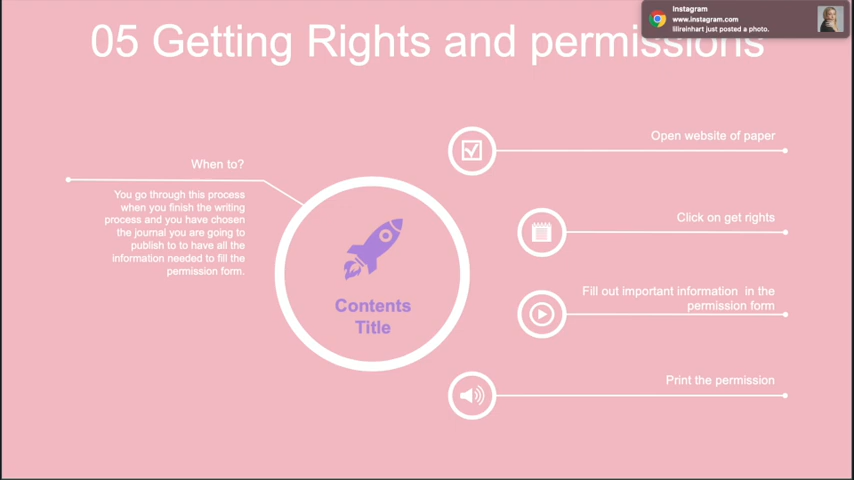 Instagram
www.instagram.com
lilireinhart just posted a photo.
05 Getting Rights and permissions
When to?
You go through this process
when you finish the writing
process and you have chosen
the journal you are going to
publish to to have all the
information needed to fill the
permission form.
Contents
Title
Open website of paper
Click on get rights
Fill out important information in the
permission form
Print the permission